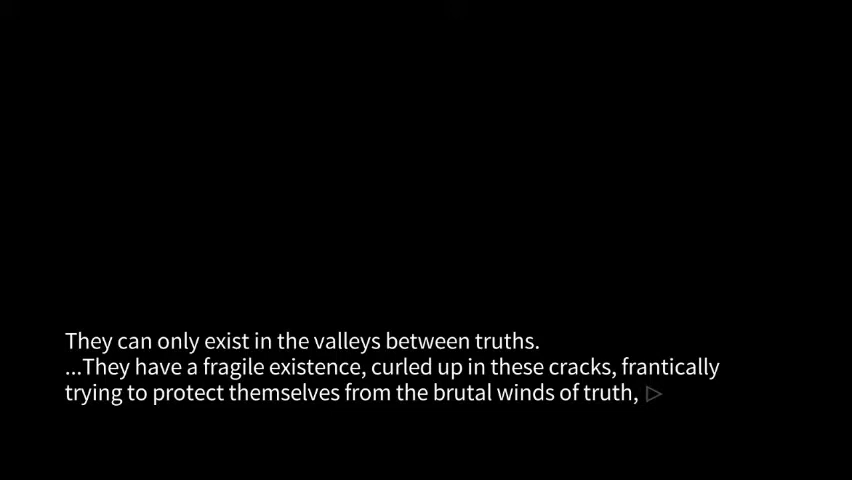 They can only exist in the valleys between truths.
...They have a fragile existence, curled up in these cracks, frantically
trying to protect themselves from the brutal winds of truth,